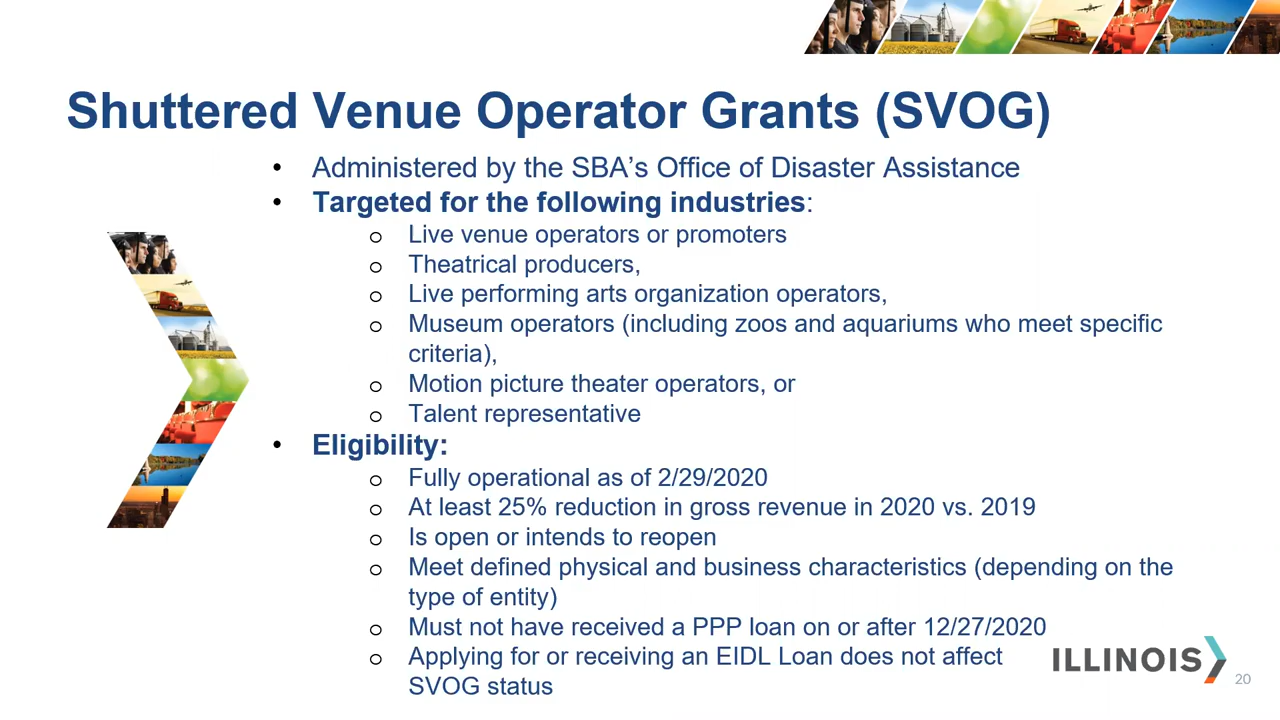 Shuttered Venue Operator Grants (SVOG)
• Administered by the SBA’s Office of Disaster Assistance
• Targeted for the following industries:
o Live venue operators or promoters
o Theatrical producers,
o Live performing arts organization operators,
o Museum operators (including zoos and aquariums who meet specific
criteria),
o Motion picture theater operators, or
o Talent representative
• Eligibility:
o Fully operational as of 2/29/2020
o At least 25% reduction in gross revenue in 2020 vs. 2019
o Is open or intends to reopen
o Meet defined physical and business characteristics (depending on the
type of entity)
o Must not have received a PPP loan on or after 12/27/2020
o Applying for or receiving an EIDL Loan does not affect
SVOG status
ILLINOIS
20